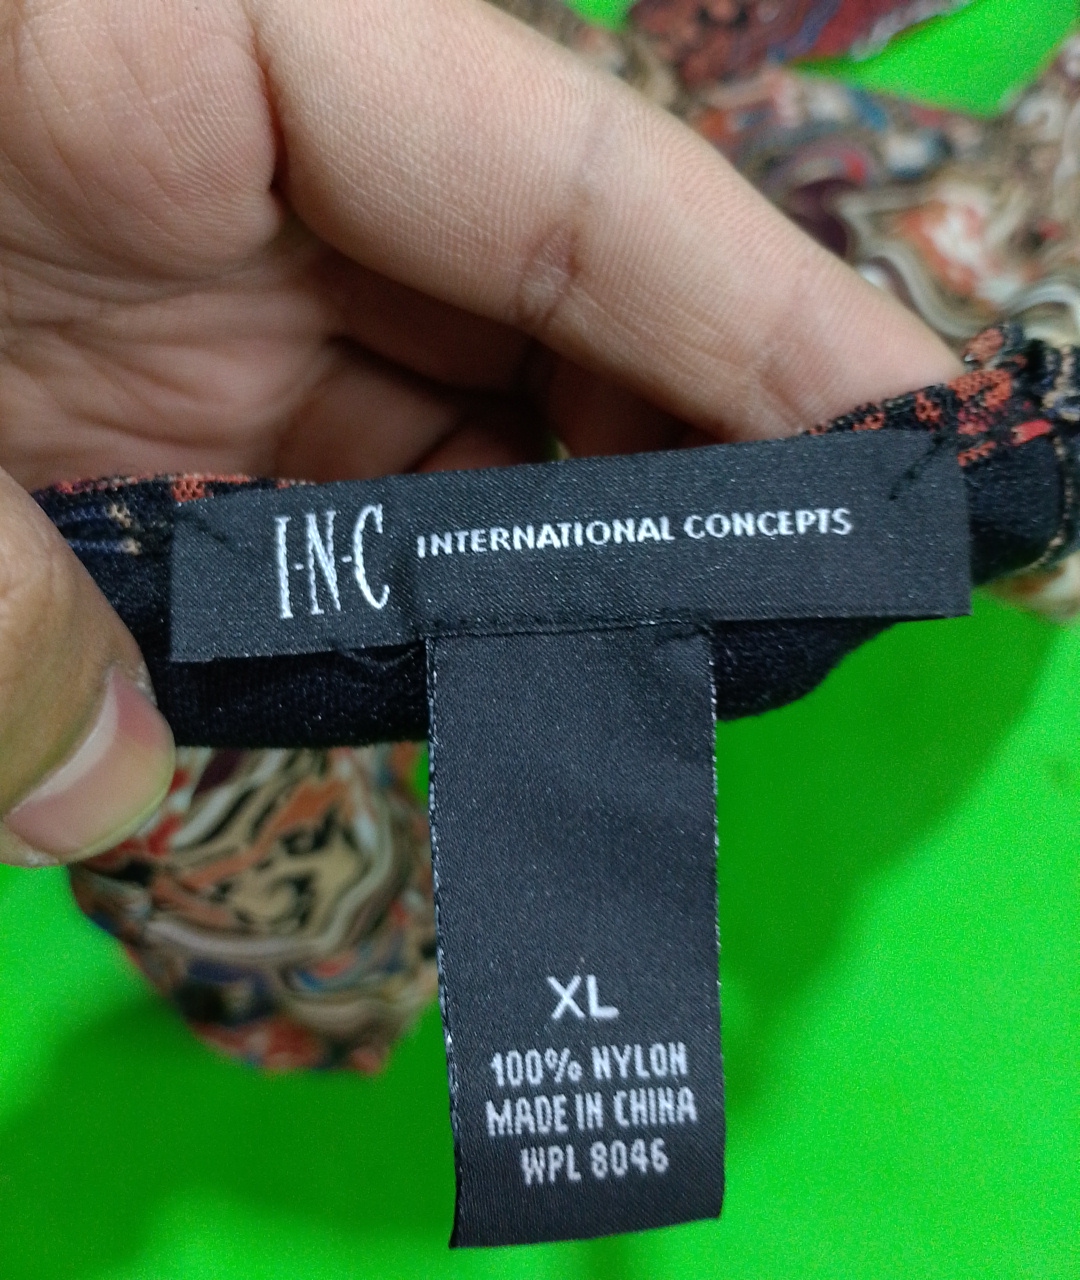 I-N-C INTERNATIONAL CONCEPTS
XL
100% NYLON
MADE IN CHINA
WPL 8046